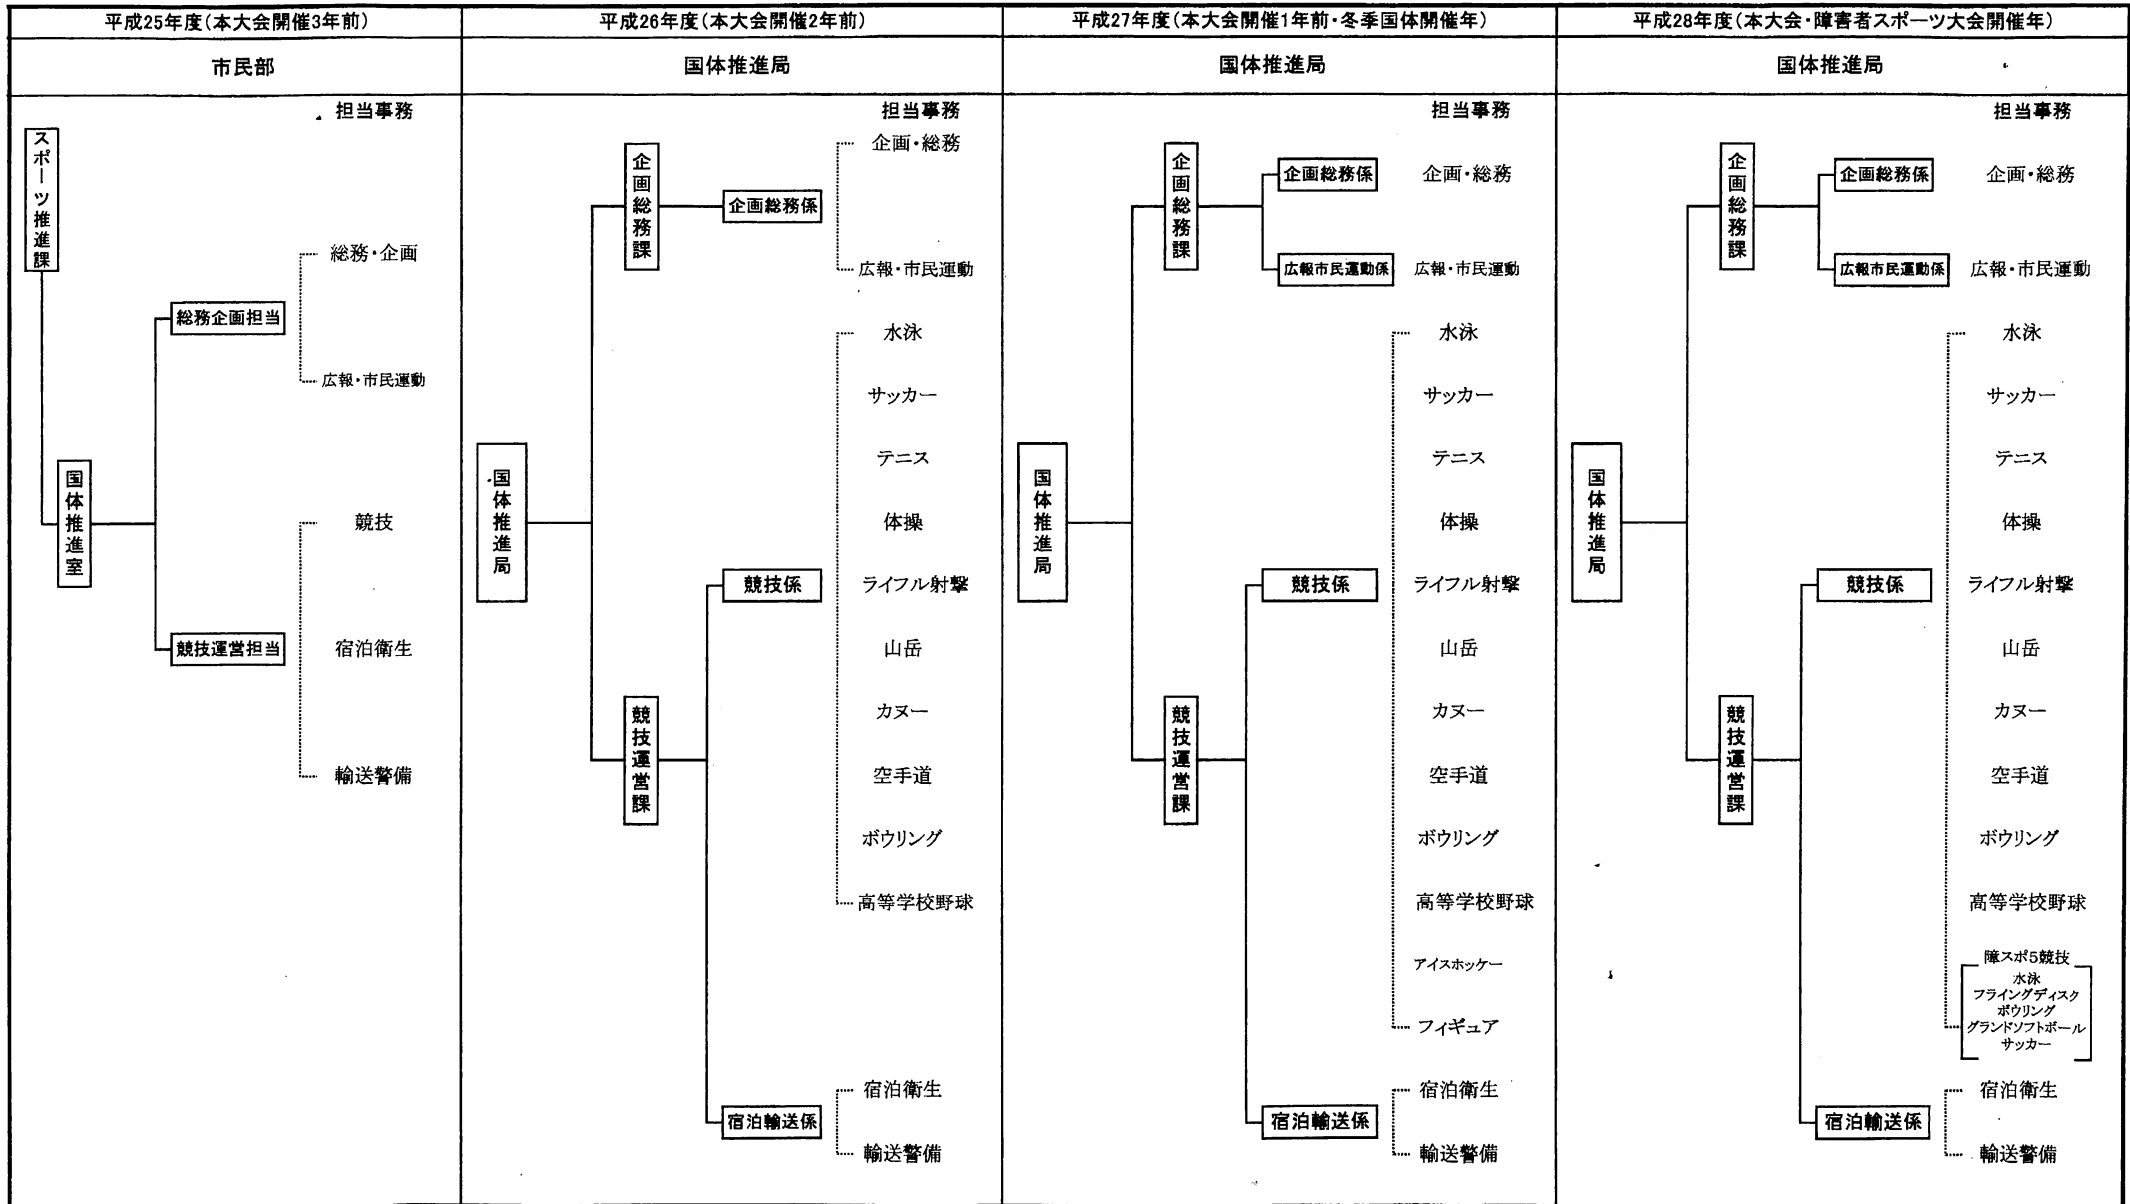 平成25年度(本大会開催3年前)
市民部
担当事務
スポーツ推進課
総務・企画
総務企画担当
広報・市民運動
国体推進室
競技
競技運営担当
宿泊衛生
輸送警備
平成26年度(本大会開催2年前)
国体推進局
担当事務
企画総務課
企画・総務
企画総務係
広報・市民運動
水泳
サッカー
テニス
国体推進局
体操
競技係
ライフル射撃
山岳
競技運営課
カヌー
空手道
ボウリング
高等学校野球
宿泊衛生
宿泊輸送係
輸送警備
平成27年度(本大会開催1年前・冬季国体開催年)
国体推進局
担当事務
企画総務課
企画総務係
企画・総務
広報市民運動係
広報・市民運動
水泳
サッカー
テニス
国体推進局
体操
競技係
ライフル射撃
山岳
競技運営課
カヌー
空手道
ボウリング
高等学校野球
アイスホッケー
フィギュア
宿泊衛生
宿泊輸送係
輸送警備
平成28年度(本大会・障害者スポーツ大会開催年)
国体推進局
担当事務
企画総務課
企画総務係
企画・総務
広報市民運動係
広報・市民運動
水泳
サッカー
テニス
国体推進局
体操
競技係
ライフル射撃
山岳
競技運営課
カヌー
空手道
ボウリング
高等学校野球
障スポ5競技
水泳
フライングディスク
ボウリング
グランドソフトボール
サッカー
宿泊衛生
宿泊輸送係
輸送警備